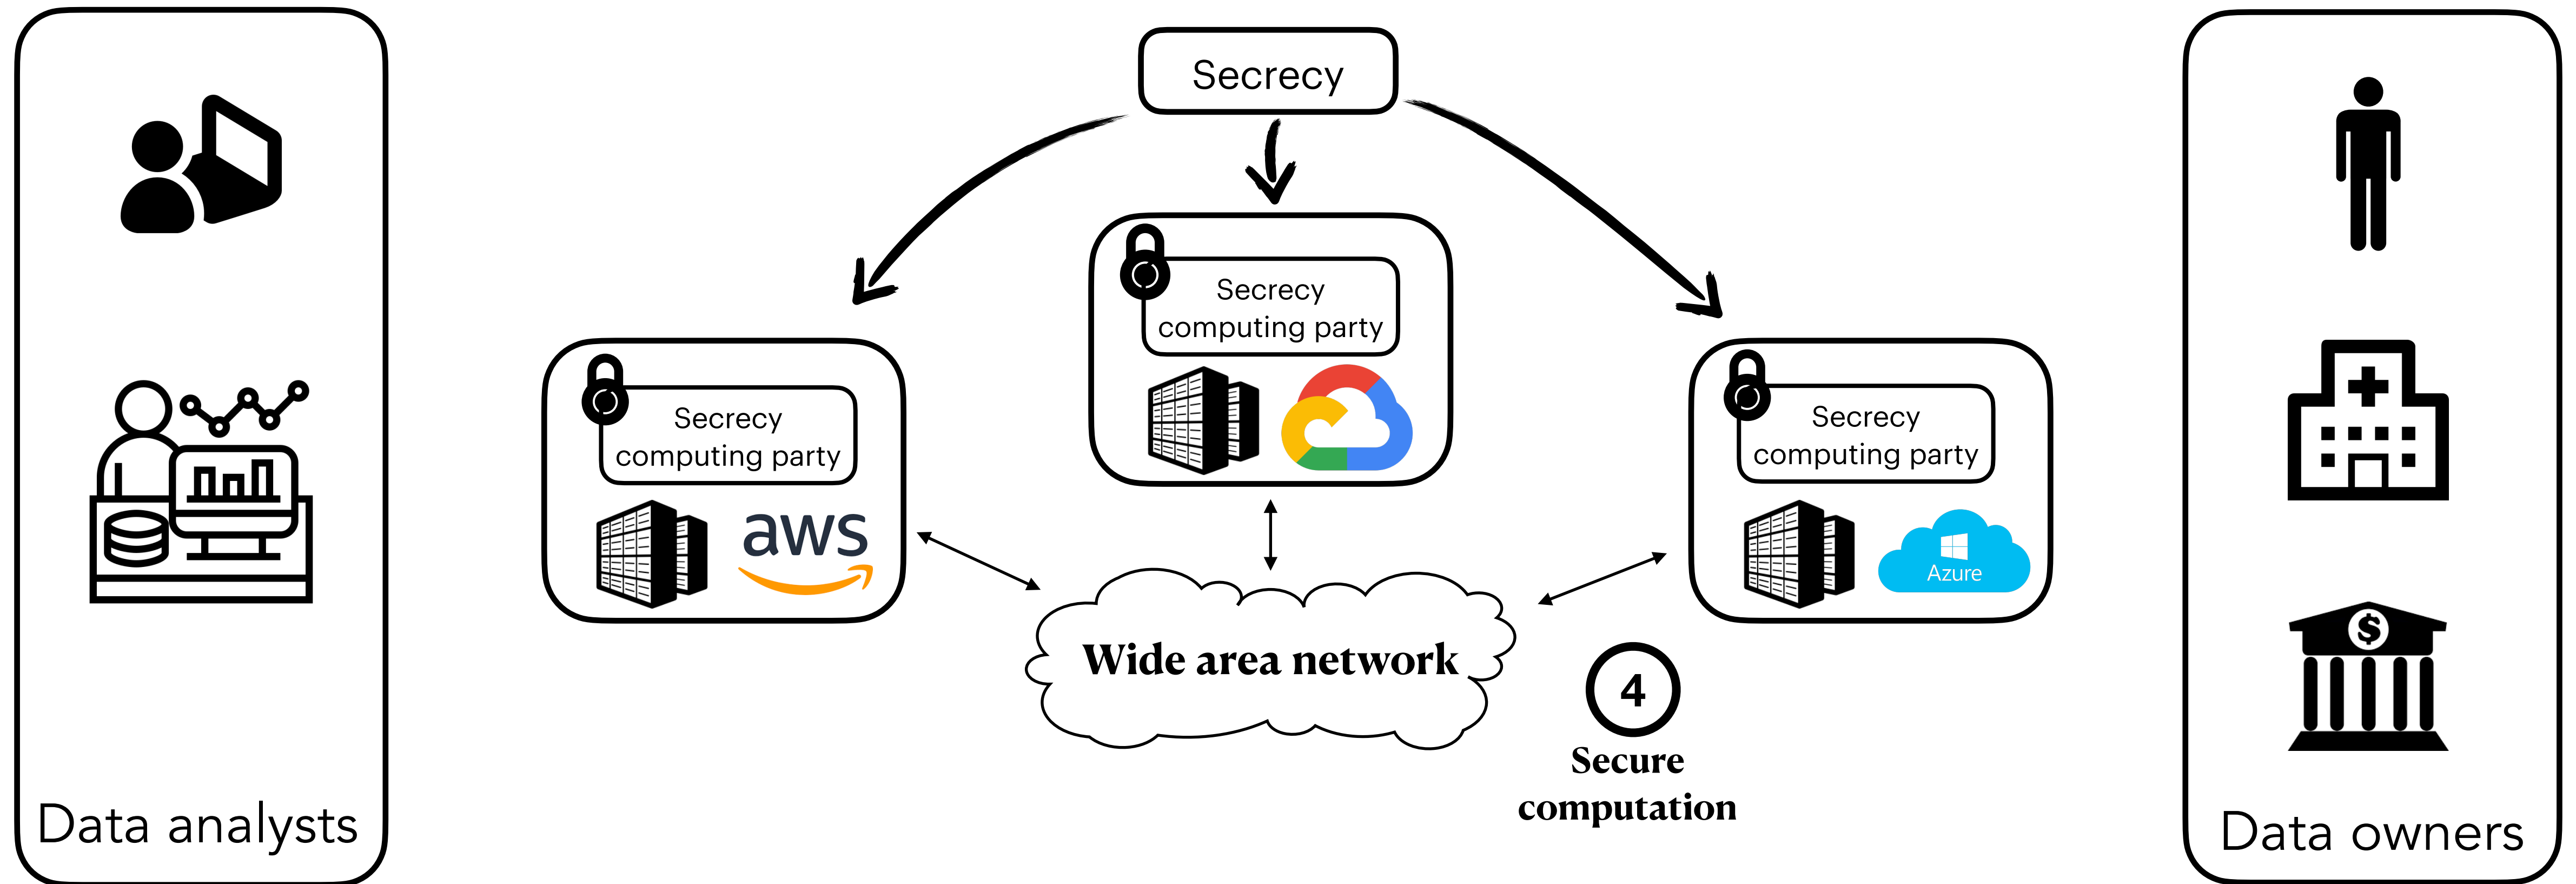 Secrecy
Secrecy
computing party
Secrecy
computing party
aws
Secrecy
computing party
Azure
Wide area network
4
Secure
computation
$
Data analysts
Data owners